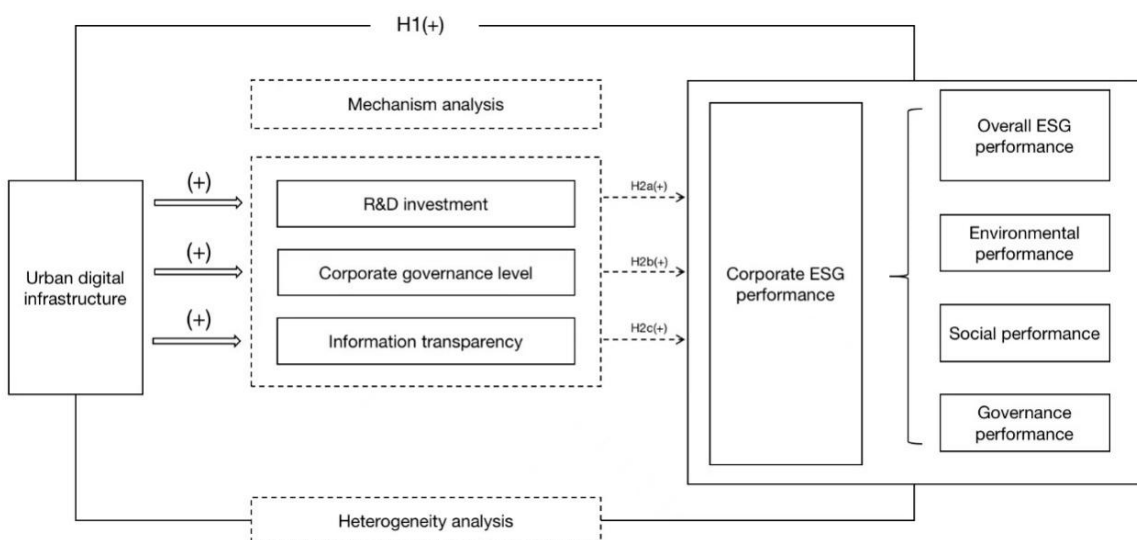 H1(+)
Mechanism analysis
Urban digital
infrastructure
(+)
(+)
(+)
R&D investment
Corporate governance level
Information transparency
H2a(+)
H2b(+)
H2c(+)
Corporate ESG
performance
Overall ESG
performance
Environmental
performance
Social performance
Governance
performance
Heterogeneity analysis